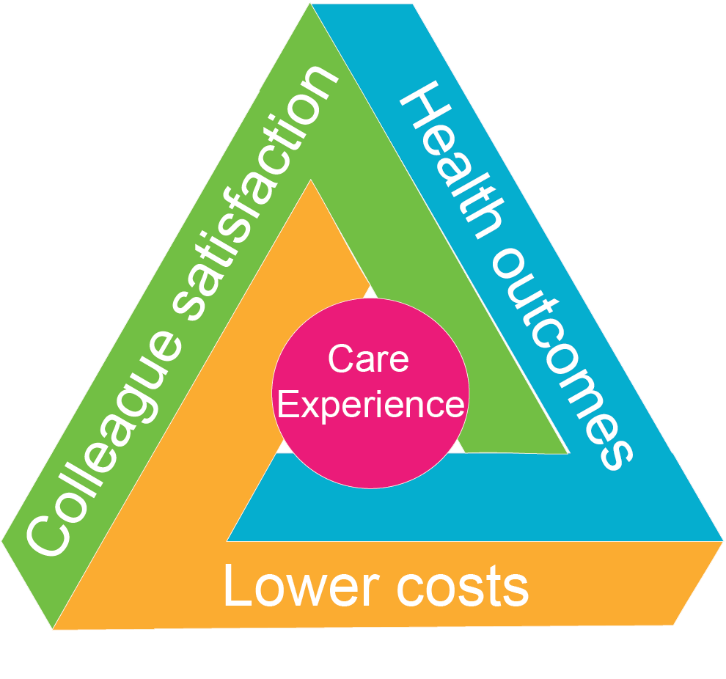 Colleague satisfaction
Health outcomes
Care
Experience
Lower costs